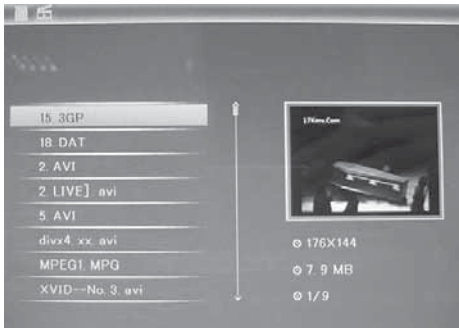 15. 3GP
18. DAT
2. AVI
2. LIVE]. avi
5. AVI
divx4. xx. avi
MPEG1. MPG
XVID--No. 3. avi
176X144
7. 9 MB
1/9